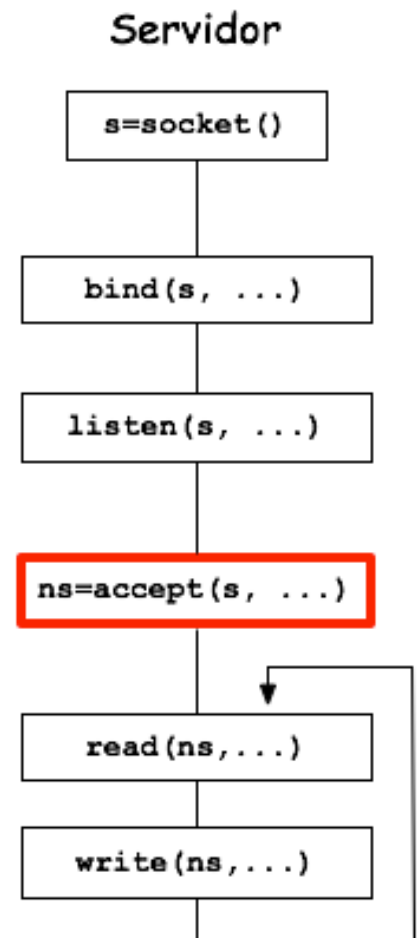 Servidor
s=socket()
bind(s, ...)
listen(s, ...)
ns=accept(s, ...)
read(ns,...)
write(ns,...)